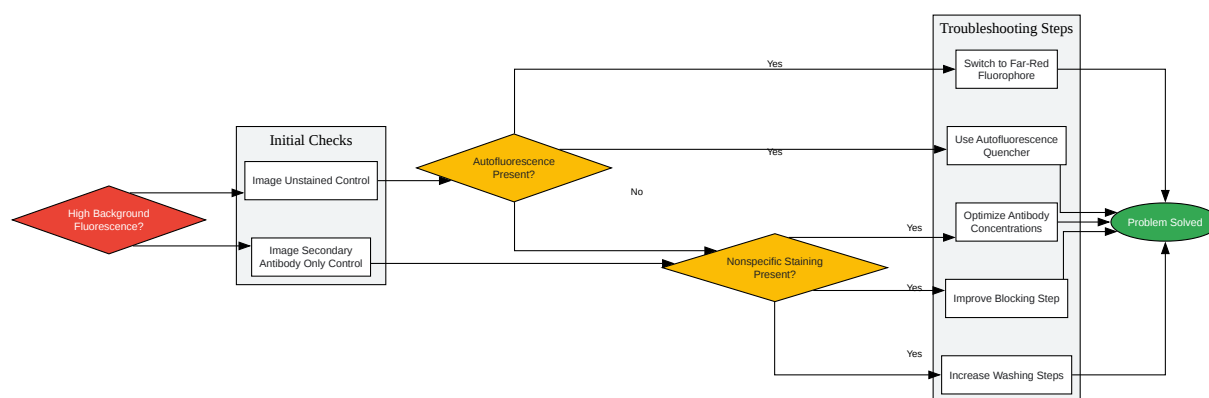 Troubleshooting Steps
Yes
Switch to Far-Red
Fluorophore
Initial Checks
Use Autofluorescence
Quencher
Yes
Autofluorescence
Present?
Image Unstained Control
No
High Background
Fluorescence?
Optimize Antibody
Concentrations
Problem Solved
Yes
Image Secondary
Antibody Only Control
Nonspecific Staining
Present?
Yes
Improve Blocking Step
Yes
Increase Washing Steps